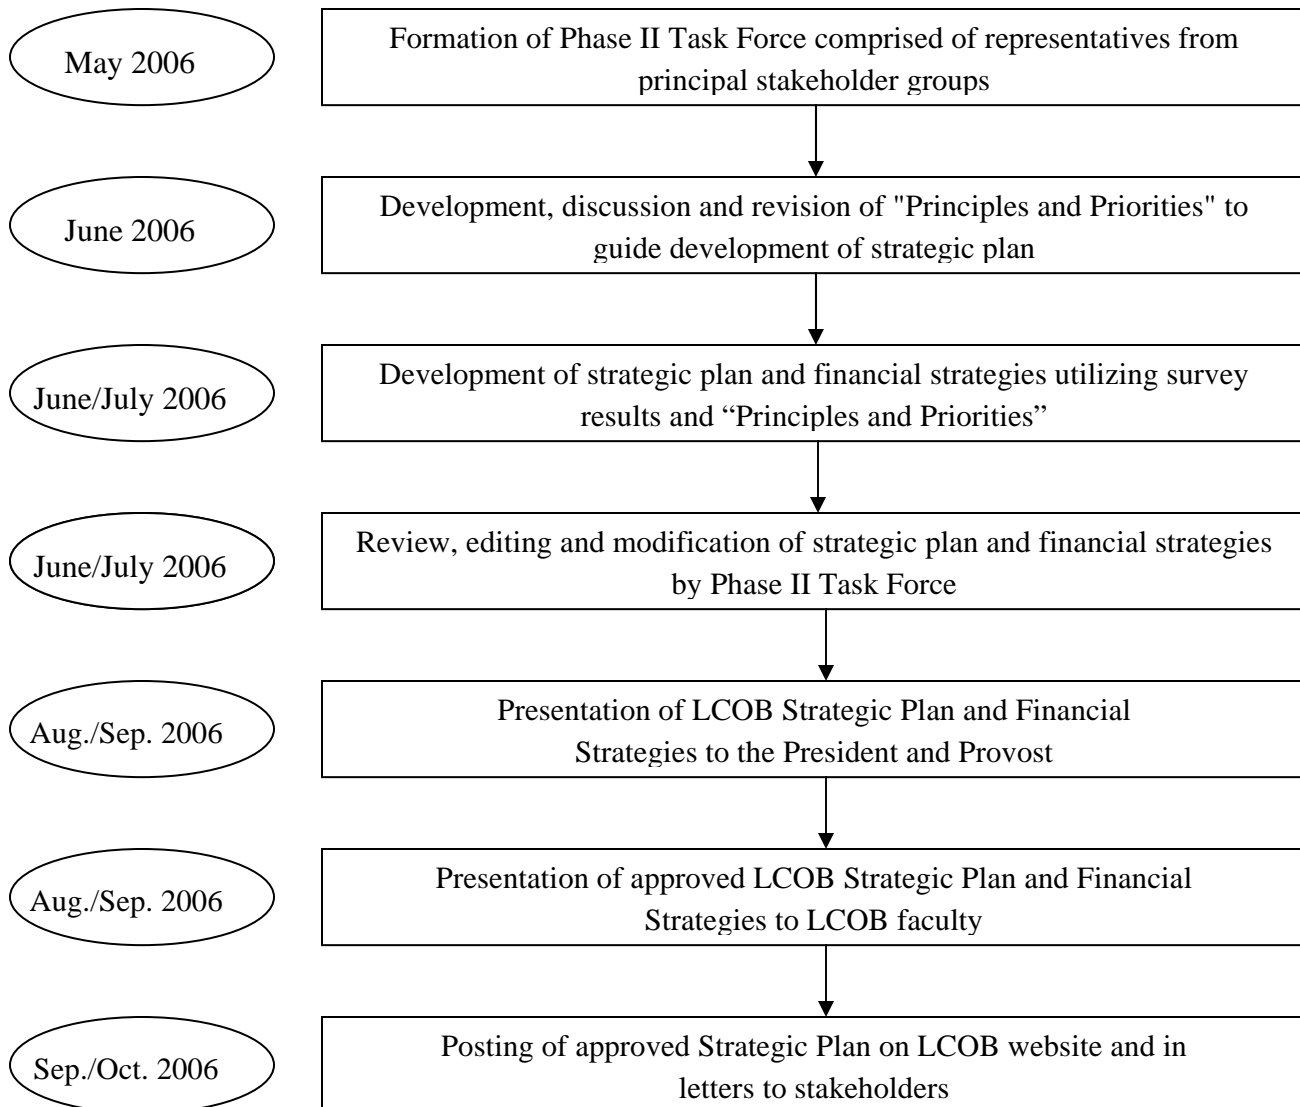 May 2006
Formation of Phase II Task Force comprised of representatives from
principal stakeholder groups
June 2006
Development, discussion and revision of "Principles and Priorities" to
guide development of strategic plan
June/July 2006
Development of strategic plan and financial strategies utilizing survey
results and “Principles and Priorities”
June/July 2006
Review, editing and modification of strategic plan and financial strategies
by Phase II Task Force
Aug./Sep. 2006
Presentation of LCOB Strategic Plan and Financial
Strategies to the President and Provost
Aug./Sep. 2006
Presentation of approved LCOB Strategic Plan and Financial
Strategies to LCOB faculty
Sep./Oct. 2006
Posting of approved Strategic Plan on LCOB website and in
letters to stakeholders